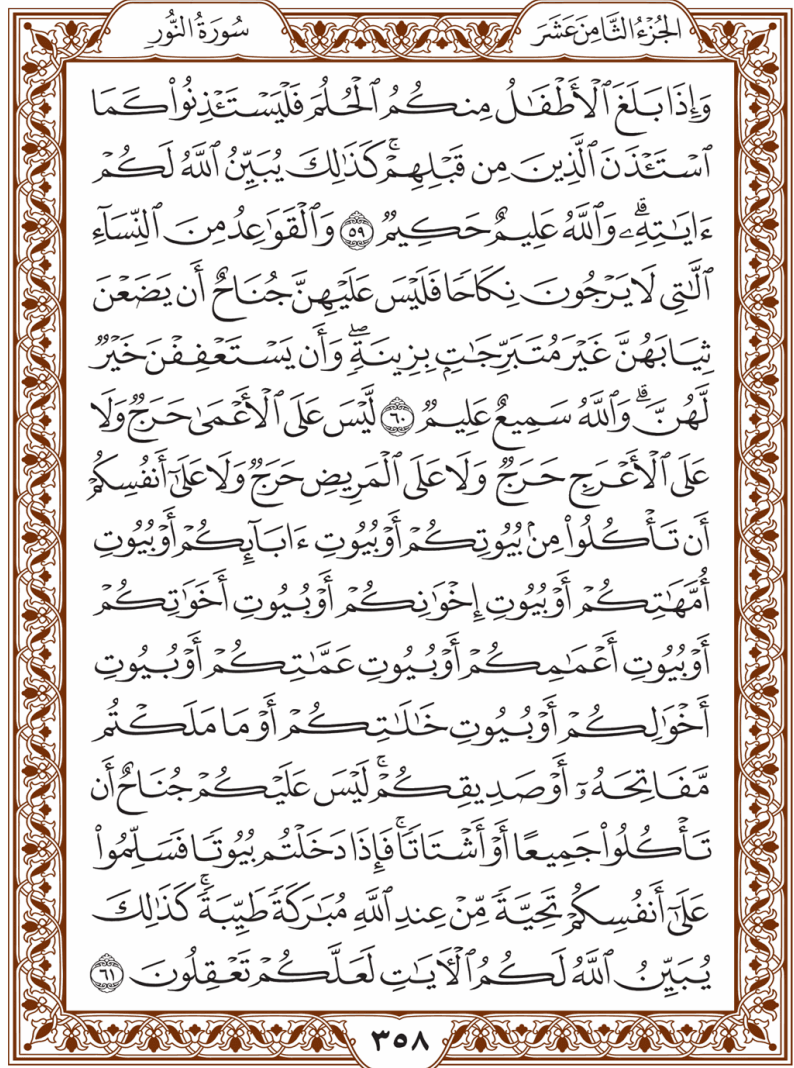 الجُزْءُ الثَّامِنَ عَشَرَ
سُورَةُ النُّورِ
وَإِذَا بَلَغَ ٱلْأَطْفَٰلُ مِنكُمُ ٱلْحُلُمَ فَلْيَسْتَـْٔذِنُوا۟ كَمَا
ٱسْتَـْٔذَنَ ٱلَّذِينَ مِن قَبْلِهِمْ ۚ كَذَٰلِكَ يُبَيِّنُ ٱللَّهُ لَكُمْ
ءَايَٰتِهِۦ ۗ وَٱللَّهُ عَلِيمٌ حَكِيمٌ ٥٩ وَٱلْقَوَٰعِدُ مِنَ ٱلنِّسَآءِ
ٱلَّٰتِى لَا يَرْجُونَ نِكَاحًا فَلَيْسَ عَلَيْهِنَّ جُنَاحٌ أَن يَضَعْنَ
ثِيَابَهُنَّ غَيْرَ مُتَبَرِّجَٰتٍۭ بِزِينَةٍ ۖ وَأَن يَسْتَعْفِفْنَ خَيْرٌ
لَّهُنَّ ۗ وَٱللَّهُ سَمِيعٌ عَلِيمٌ ٦٠ لَّيْسَ عَلَى ٱلْأَعْمَىٰ حَرَجٌ وَلَا
عَلَى ٱلْأَعْرَجِ حَرَجٌ وَلَا عَلَى ٱلْمَرِيضِ حَرَجٌ وَلَا عَلَىٰٓ أَنفُسِكُمْ
أَن تَأْكُلُوا۟ مِنۢ بُيُوتِكُمْ أَوْ بُيُوتِ ءَابَآئِكُمْ أَوْ بُيُوتِ
أُمَّهَٰتِكُمْ أَوْ بُيُوتِ إِخْوَٰنِكُمْ أَوْ بُيُوتِ أَخَوَٰتِكُمْ
أَوْ بُيُوتِ أَعْمَٰمِكُمْ أَوْ بُيُوتِ عَمَّٰتِكُمْ أَوْ بُيُوتِ
أَخْوَٰلِكُمْ أَوْ بُيُوتِ خَٰلَٰتِكُمْ أَوْ مَا مَلَكْتُم
مَّفَاتِحَهُۥٓ أَوْ صَدِيقِكُمْ ۚ لَيْسَ عَلَيْكُمْ جُنَاحٌ أَن
تَأْكُلُوا۟ جَمِيعًا أَوْ أَشْتَاتًا ۚ فَإِذَا دَخَلْتُم بُيُوتًا فَسَلِّمُوا۟
عَلَىٰٓ أَنفُسِكُمْ تَحِيَّةً مِّنْ عِندِ ٱللَّهِ مُبَٰرَكَةً طَيِّبَةً ۚ كَذَٰلِكَ
يُبَيِّنُ ٱللَّهُ لَكُمُ ٱلْـَٔايَٰتِ لَعَلَّكُمْ تَعْقِلُونَ ٦١
٣٥٨